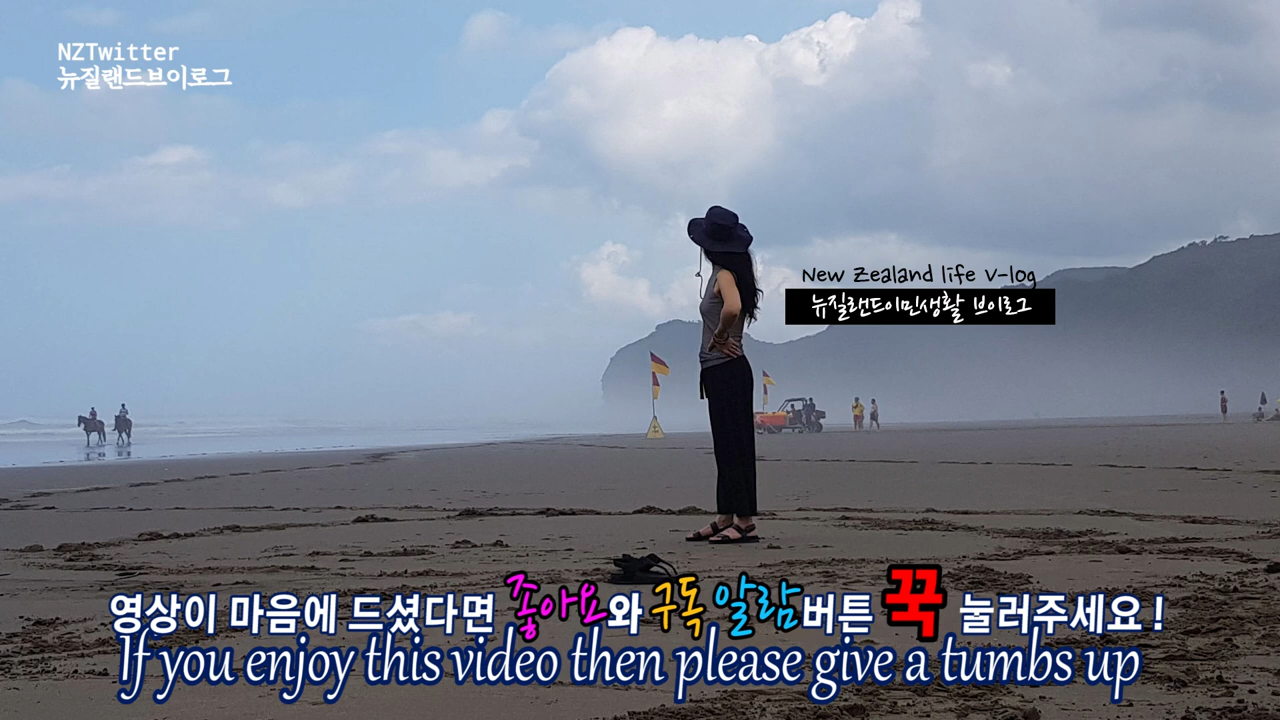 NZTwitter
뉴질랜드브이로그
New Zealand life V-log
뉴질랜드이민생활 브이로그
영상이 마음에 드셨다면 좋아요와 구독 알람버튼 꾹 눌러주세요 !
If you enjoy this video then please give a tumbs up